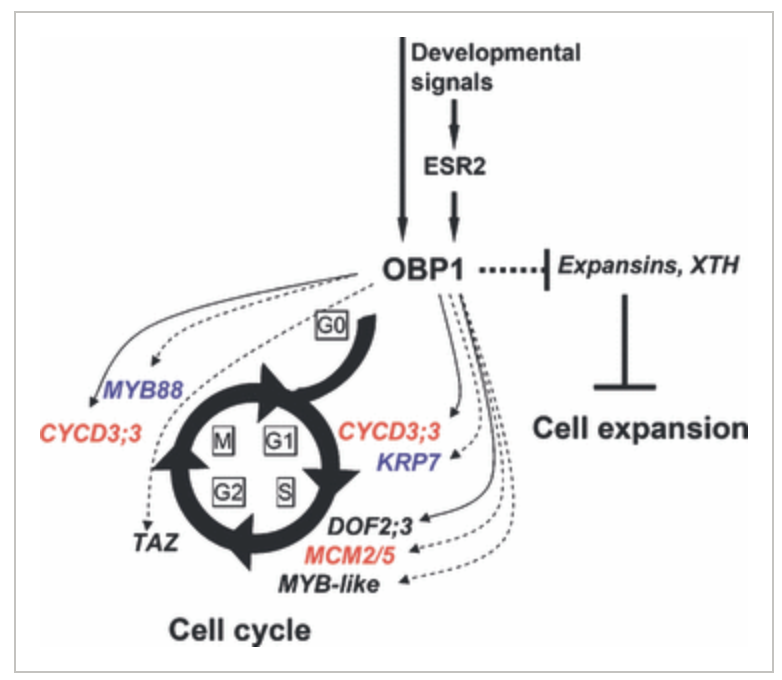 Developmental
signals
ESR2
OBP1
Expansins, XTH
G0
MYB88
CYCD3;3
M
G1
CYCD3;3
Cell expansion
KRP7
G2
S
DOF2;3
TAZ
MCM2/5
MYB-like
Cell cycle